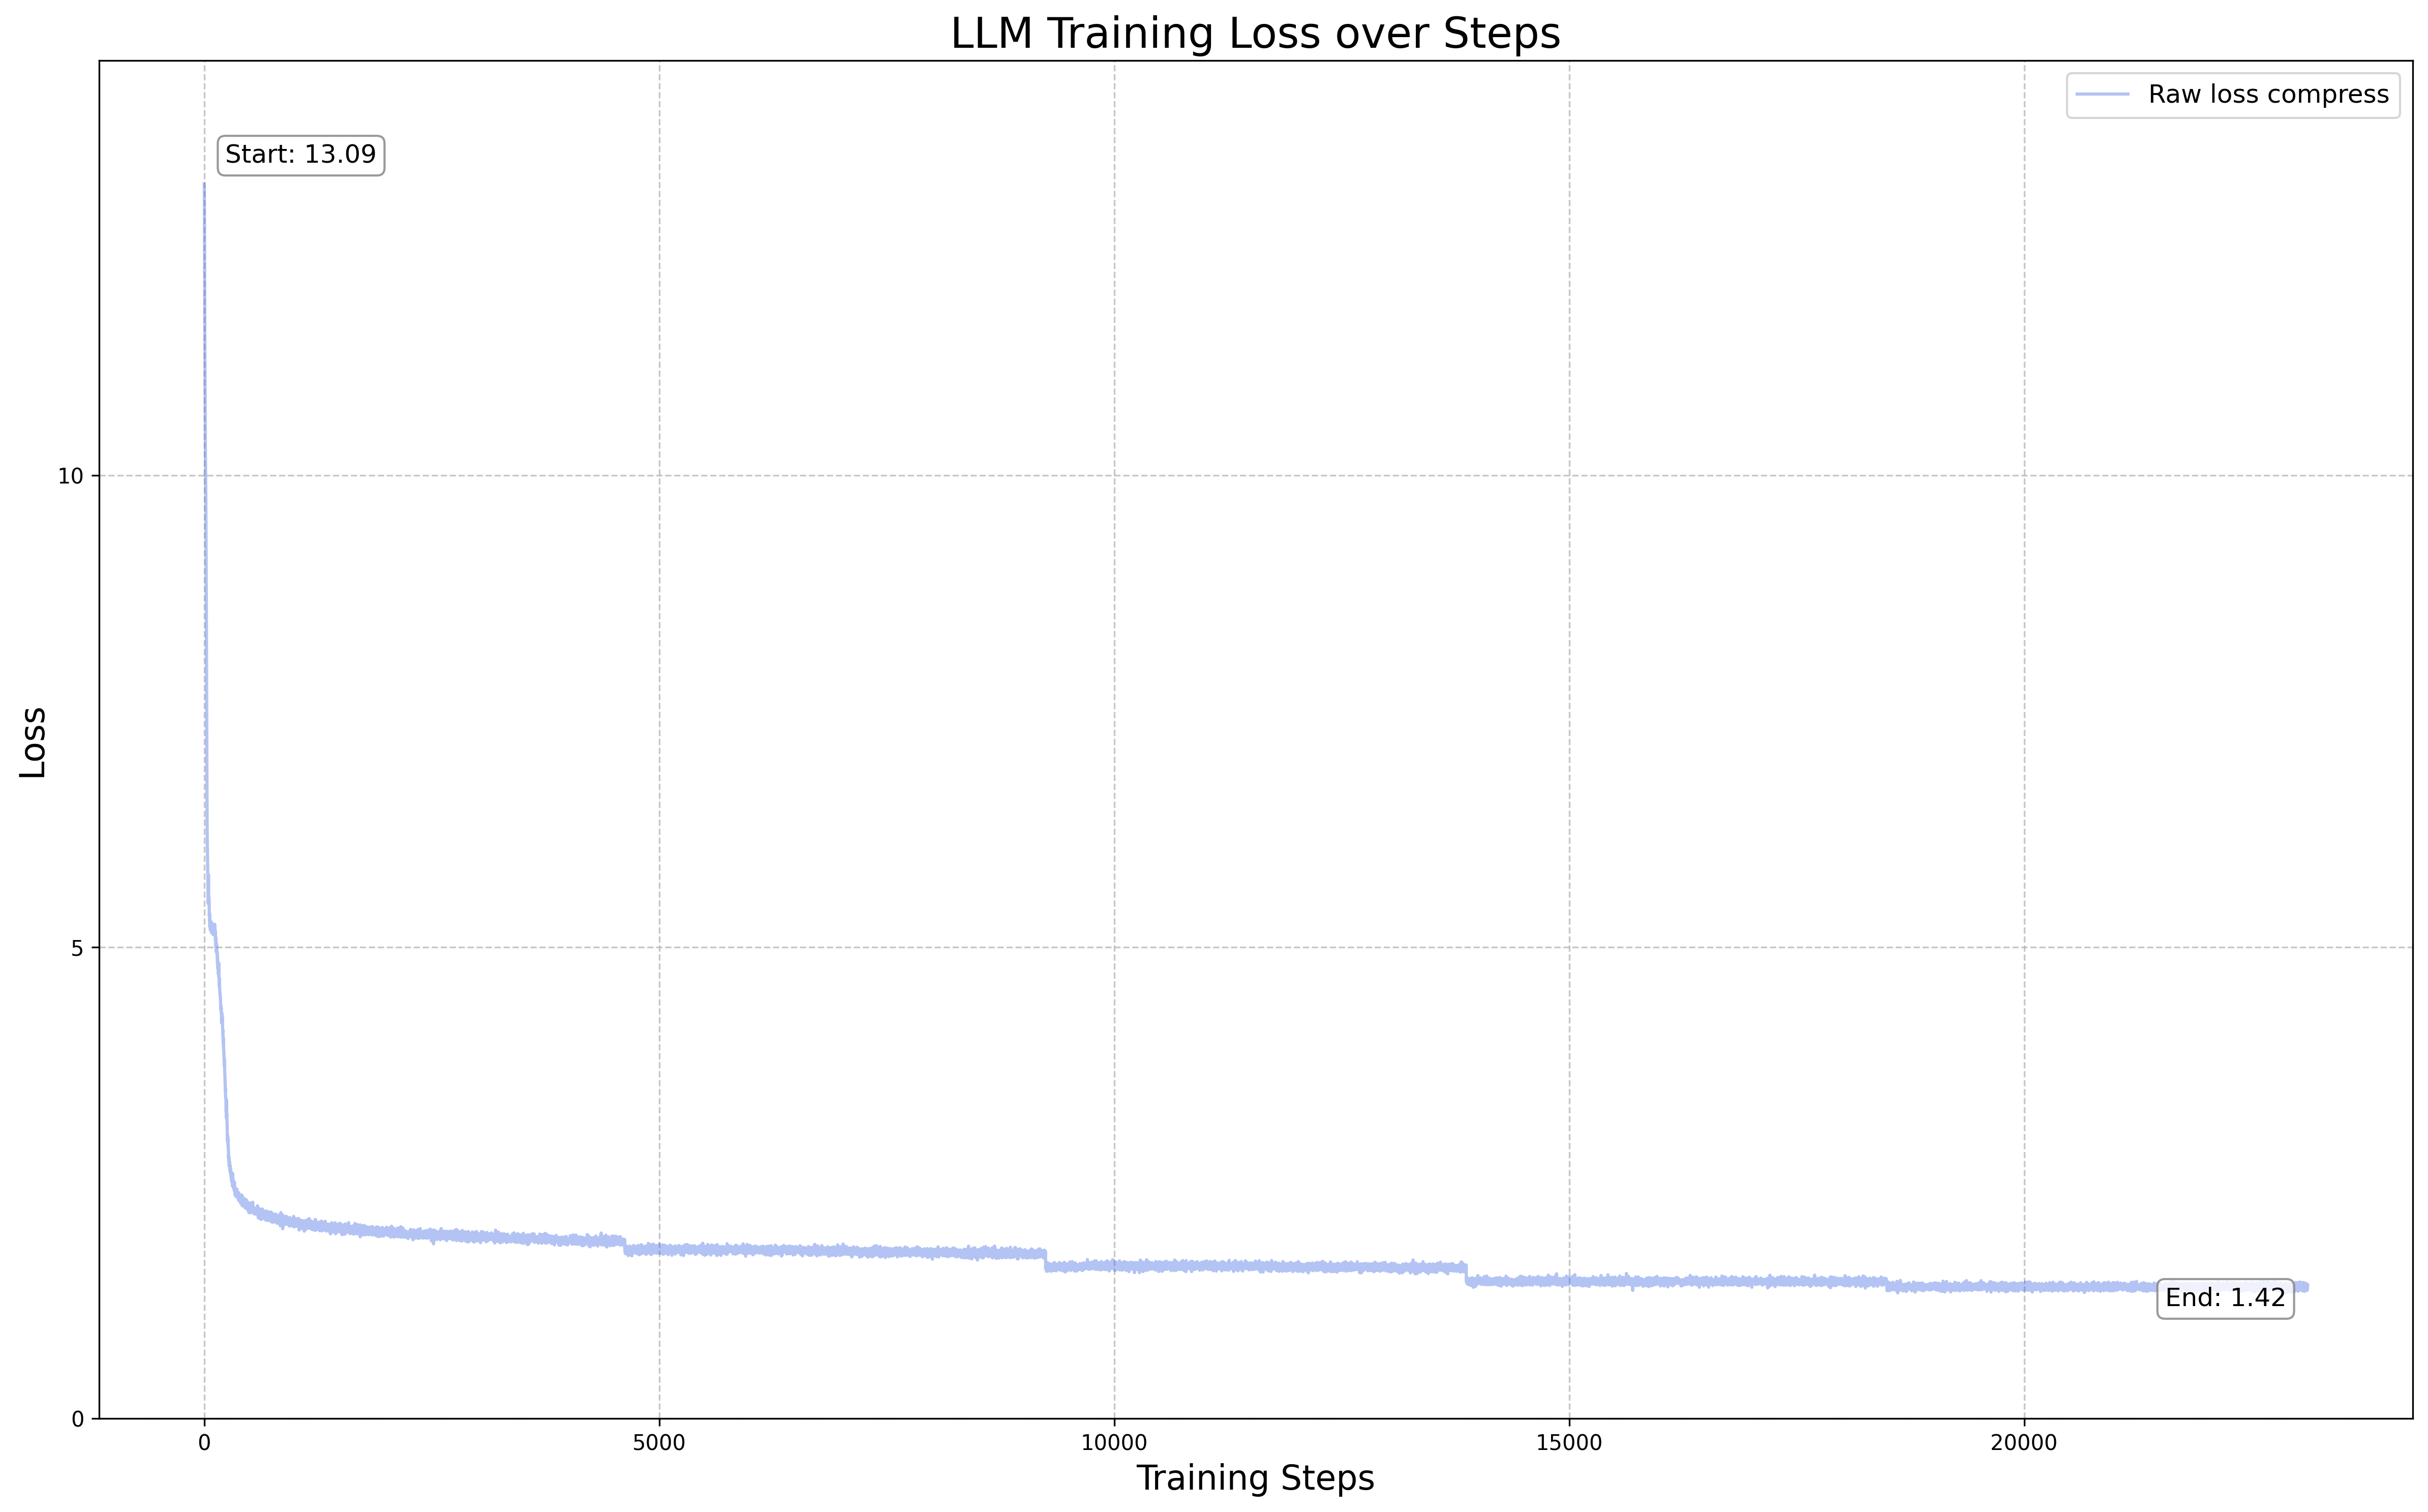 LLM Training Loss over Steps
Raw loss compress
Start: 13.09
10
Loss
5
End: 1.42
0
0 5000 10000 15000 20000
Training Steps